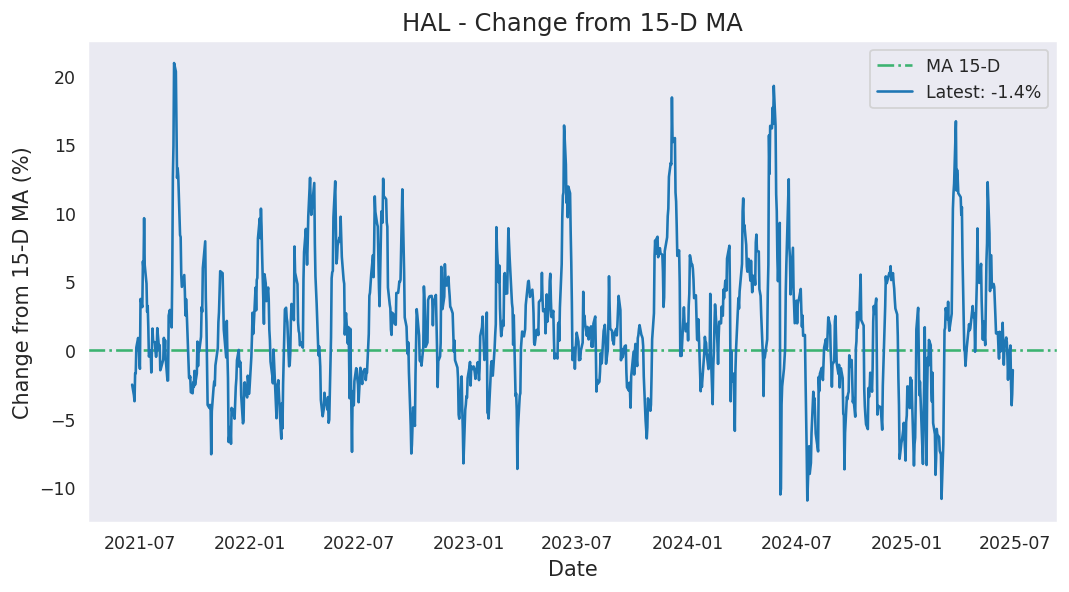 HAL - Change from 15-D MA
MA 15-D
Latest: -1.4%
Change from 15-D MA (%)
20
15
10
5
0
−5
−10
2021-07 2022-01 2022-07 2023-01 2023-07 2024-01 2024-07 2025-01 2025-07
Date